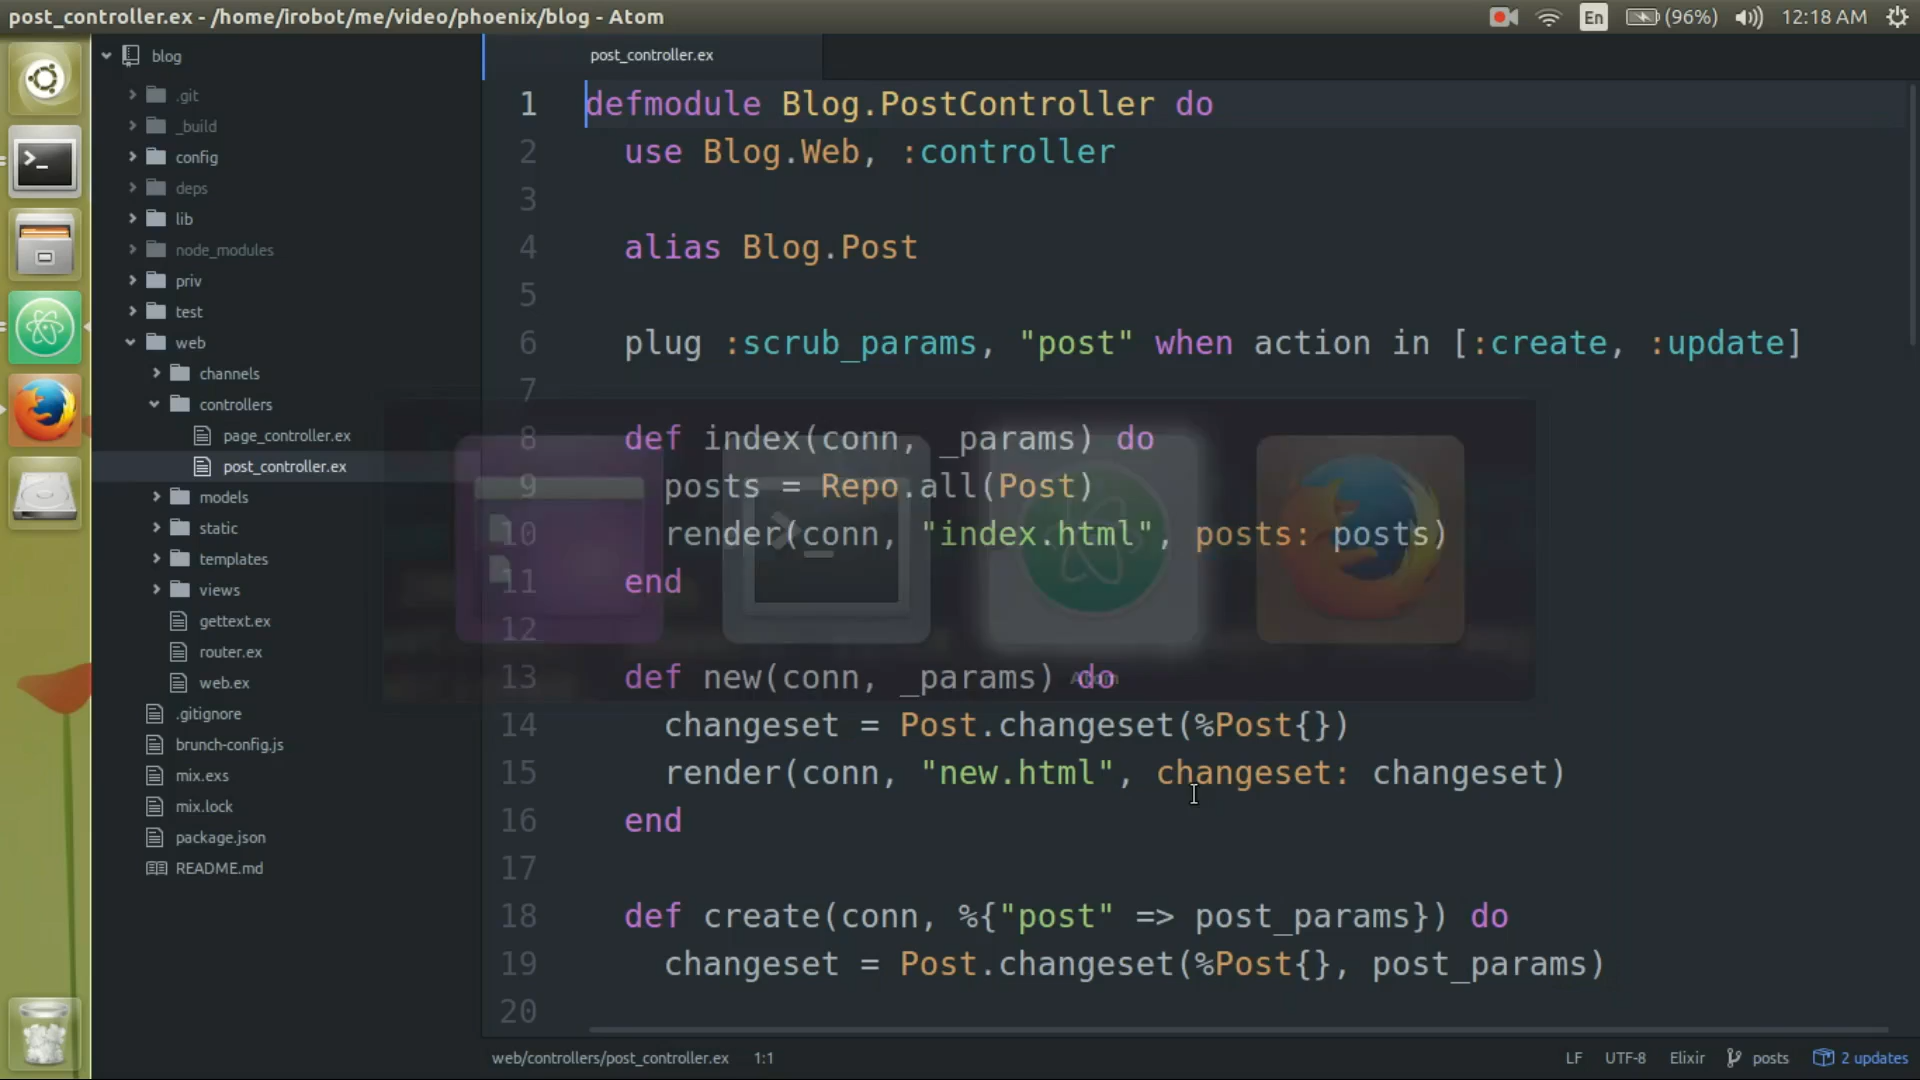 post_controller.ex - /home/irobot/me/video/phoenix/blog - Atom
En
(96%)
12:18 AM
blog
.git
_build
config
deps
lib
node_modules
priv
test
web
channels
controllers
page_controller.ex
post_controller.ex
models
static
templates
views
gettext.ex
router.ex
web.ex
.gitignore
brunch-config.js
mix.exs
mix.lock
package.json
README.md
post_controller.ex
1 defmodule Blog.PostController do
2 use Blog.Web, :controller
3
4 alias Blog.Post
5
6 plug :scrub_params, "post" when action in [:create, :update]
7
8 def index(conn, _params) do
9 posts = Repo.all(Post)
10 render(conn, "index.html", posts: posts)
11 end
12
13 def new(conn, _params) do
14 changeset = Post.changeset(%Post{})
15 render(conn, "new.html", changeset: changeset)
16 end
17
18 def create(conn, %{"post" => post_params}) do
19 changeset = Post.changeset(%Post{}, post_params)
20
Atom
web/controllers/post_controller.ex 1:1
LF UTF-8 Elixir posts 2 updates